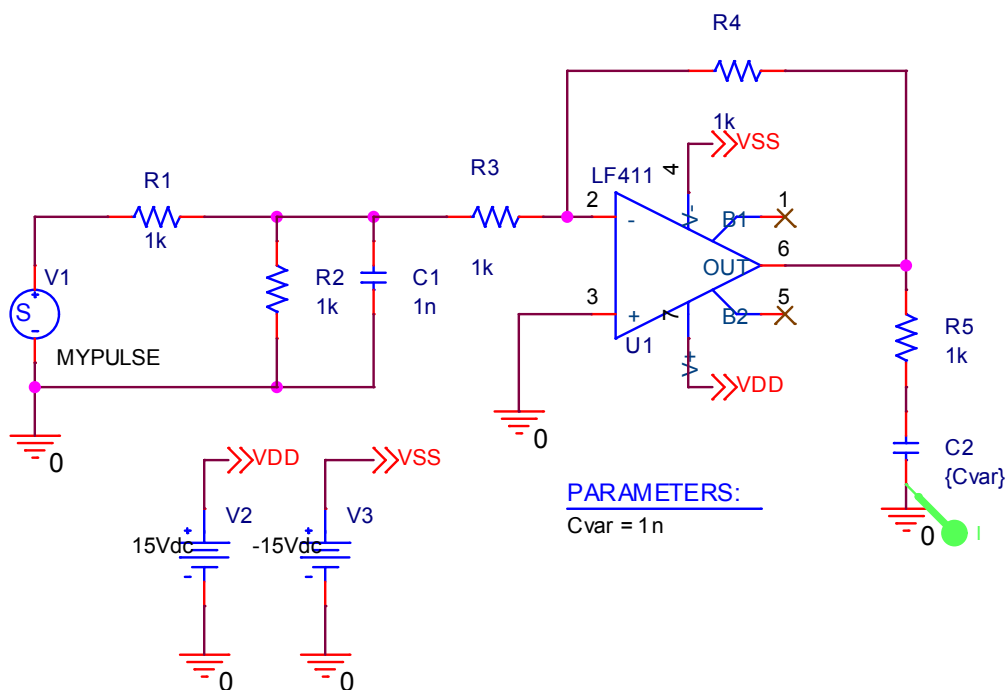 R4
1k
VSS
4
LF411
R3
R1
2
-
V-
B1
1
1k
1k
V1
+
S
-
R2
1k
C1
1n
OUT
6
3
+
7
B2
5
U1
V+
R5
1k
MYPULSE
VDD
0
0
C2
{Cvar}
VDD
VSS
PARAMETERS:
Cvar = 1n
0
I
+
V2
15Vdc
-
+
V3
-15Vdc
-
0
0